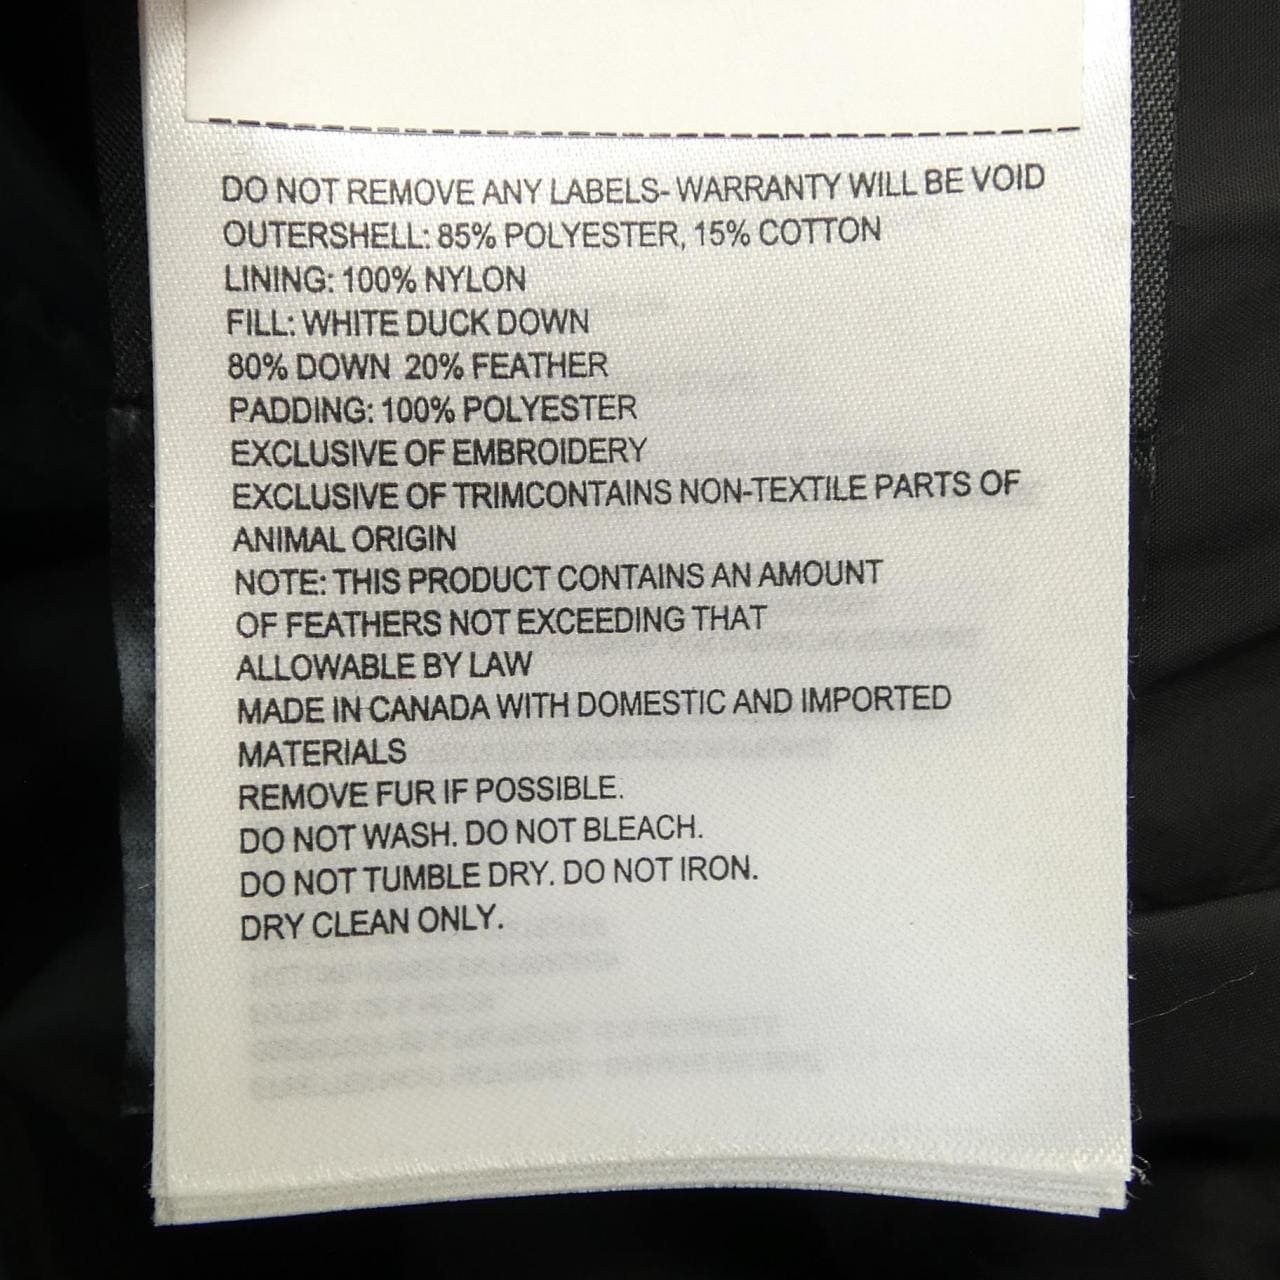 DO NOT REMOVE ANY LABELS- WARRANTY WILL BE VOID
OUTERSHELL: 85% POLYESTER, 15% COTTON
LINING: 100% NYLON
FILL: WHITE DUCK DOWN
80% DOWN 20% FEATHER
PADDING: 100% POLYESTER
EXCLUSIVE OF EMBROIDERY
EXCLUSIVE OF TRIMCONTAINS NON-TEXTILE PARTS OF
ANIMAL ORIGIN
NOTE: THIS PRODUCT CONTAINS AN AMOUNT
OF FEATHERS NOT EXCEEDING THAT
ALLOWABLE BY LAW
MADE IN CANADA WITH DOMESTIC AND IMPORTED
MATERIALS
REMOVE FUR IF POSSIBLE.
DO NOT WASH. DO NOT BLEACH.
DO NOT TUMBLE DRY. DO NOT IRON.
DRY CLEAN ONLY.